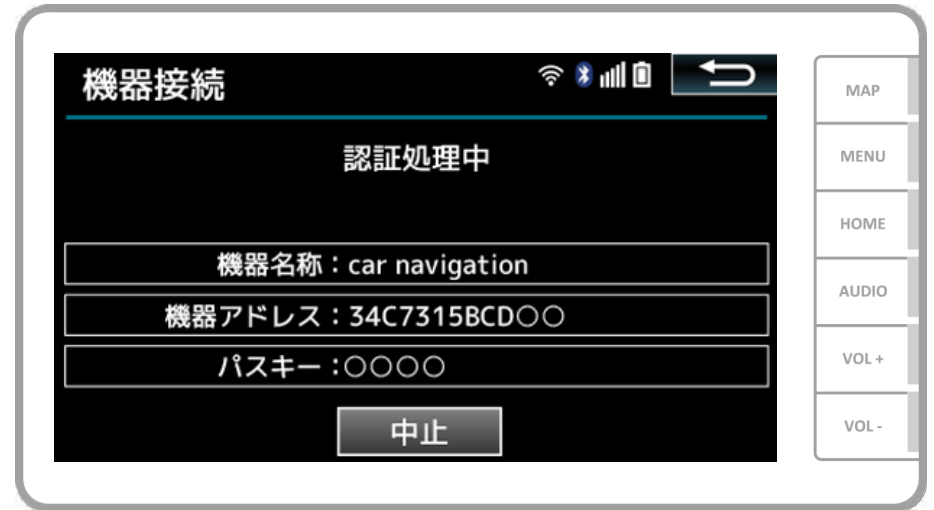 機器接続
認証処理中
機器名称：car navigation
機器アドレス：34C7315BCD○○
パスキー：○○○○
中止
MAP
MENU
HOME
AUDIO
VOL +
VOL -